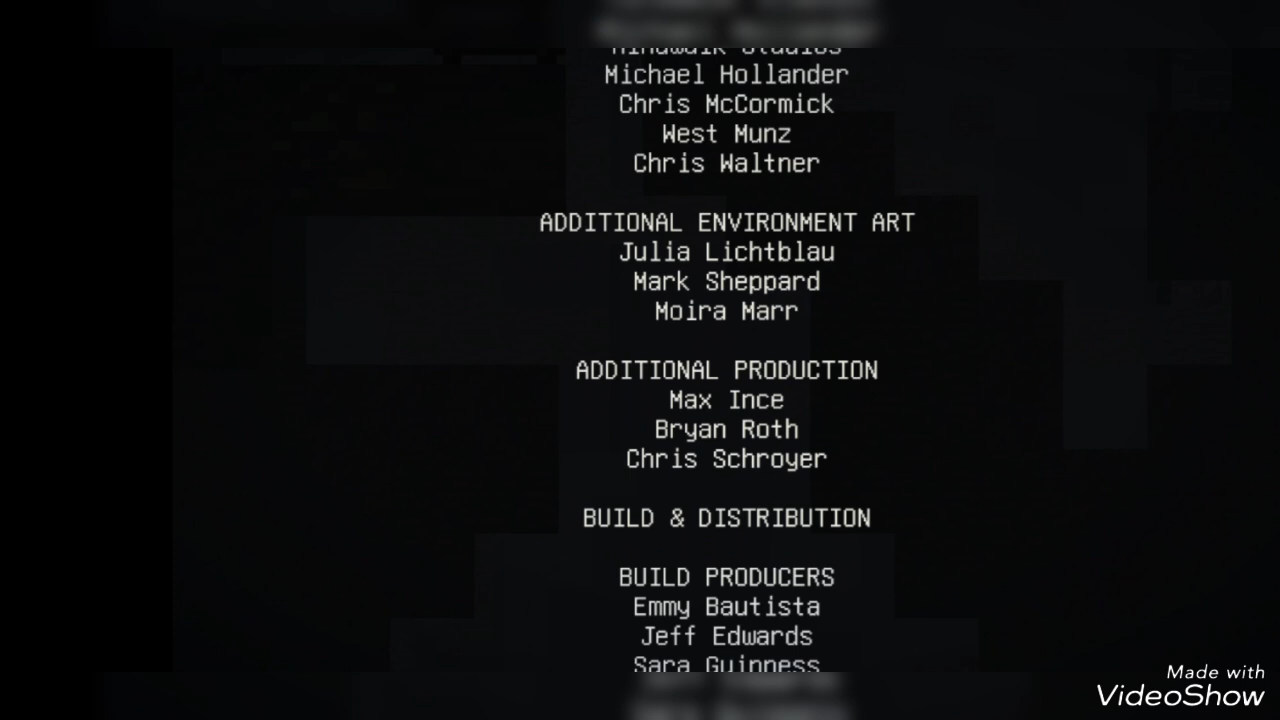 Mindwalk Studios
Michael Hollander
Chris McCormick
West Munz
Chris Waltner
ADDITIONAL ENVIRONMENT ART
Julia Lichtblau
Mark Sheppard
Moira Marr
ADDITIONAL PRODUCTION
Max Ince
Bryan Roth
Chris Schroyer
BUILD & DISTRIBUTION
BUILD PRODUCERS
Emmy Bautista
Jeff Edwards
Sara Guinness
Made with
VideoShow